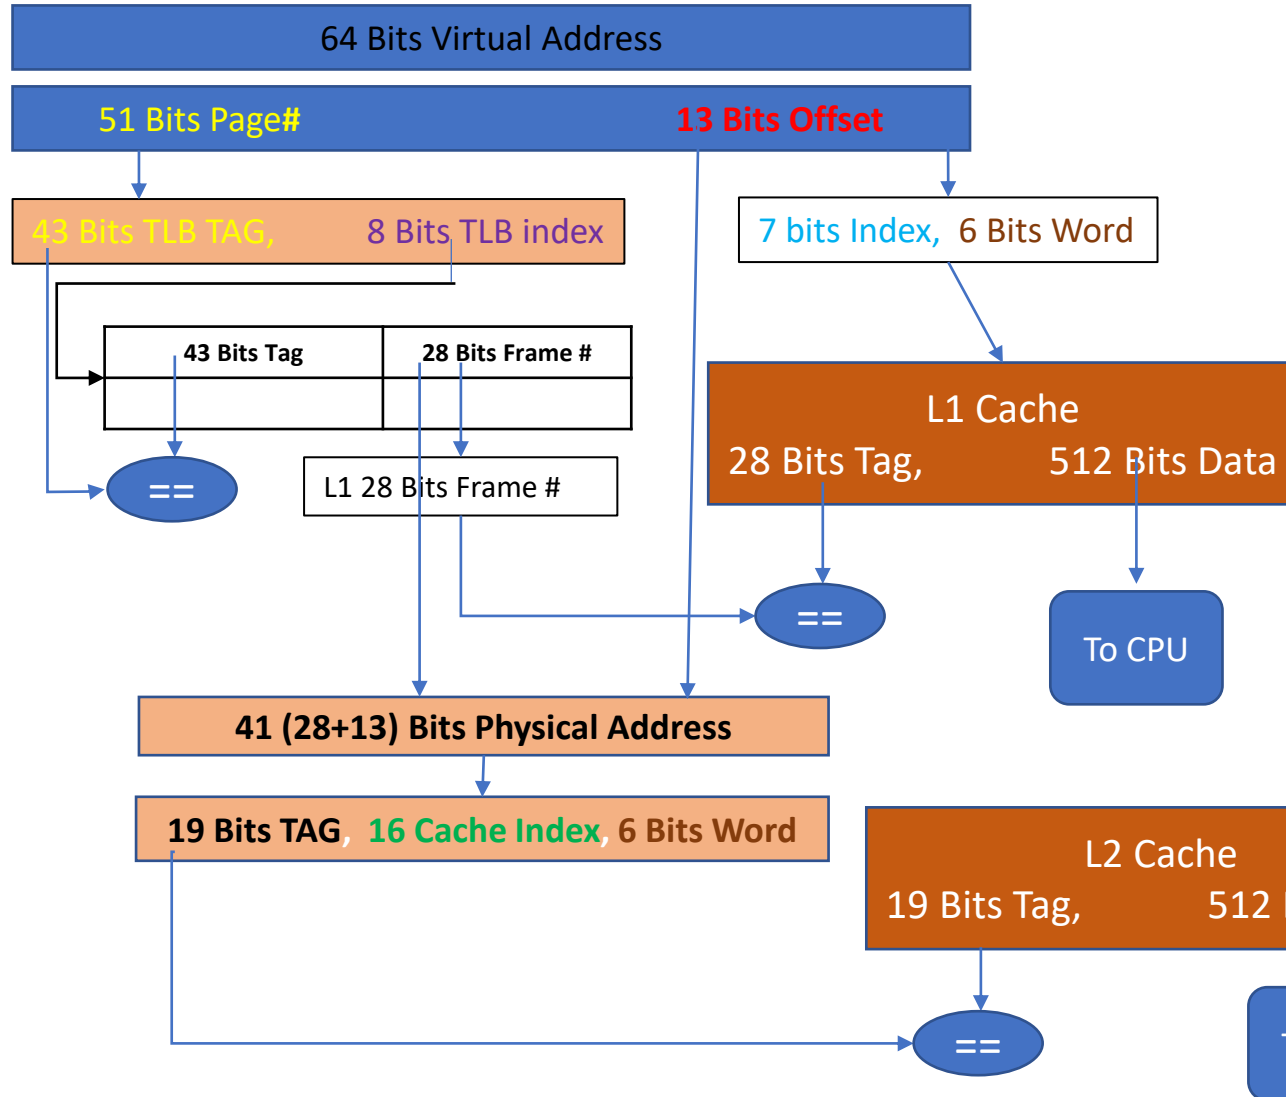 64 Bits Virtual Address
51 Bits Page# 13 Bits Offset
43 Bits TLB TAG, 8 Bits TLB index
7 bits Index, 6 Bits Word
43 Bits Tag 28 Bits Frame #
L1 Cache
28 Bits Tag, 512 Bits Data
==
L1 28 Bits Frame #
==
To CPU
41 (28+13) Bits Physical Address
19 Bits TAG, 16 Cache Index, 6 Bits Word
L2 Cache
19 Bits Tag, 512
==